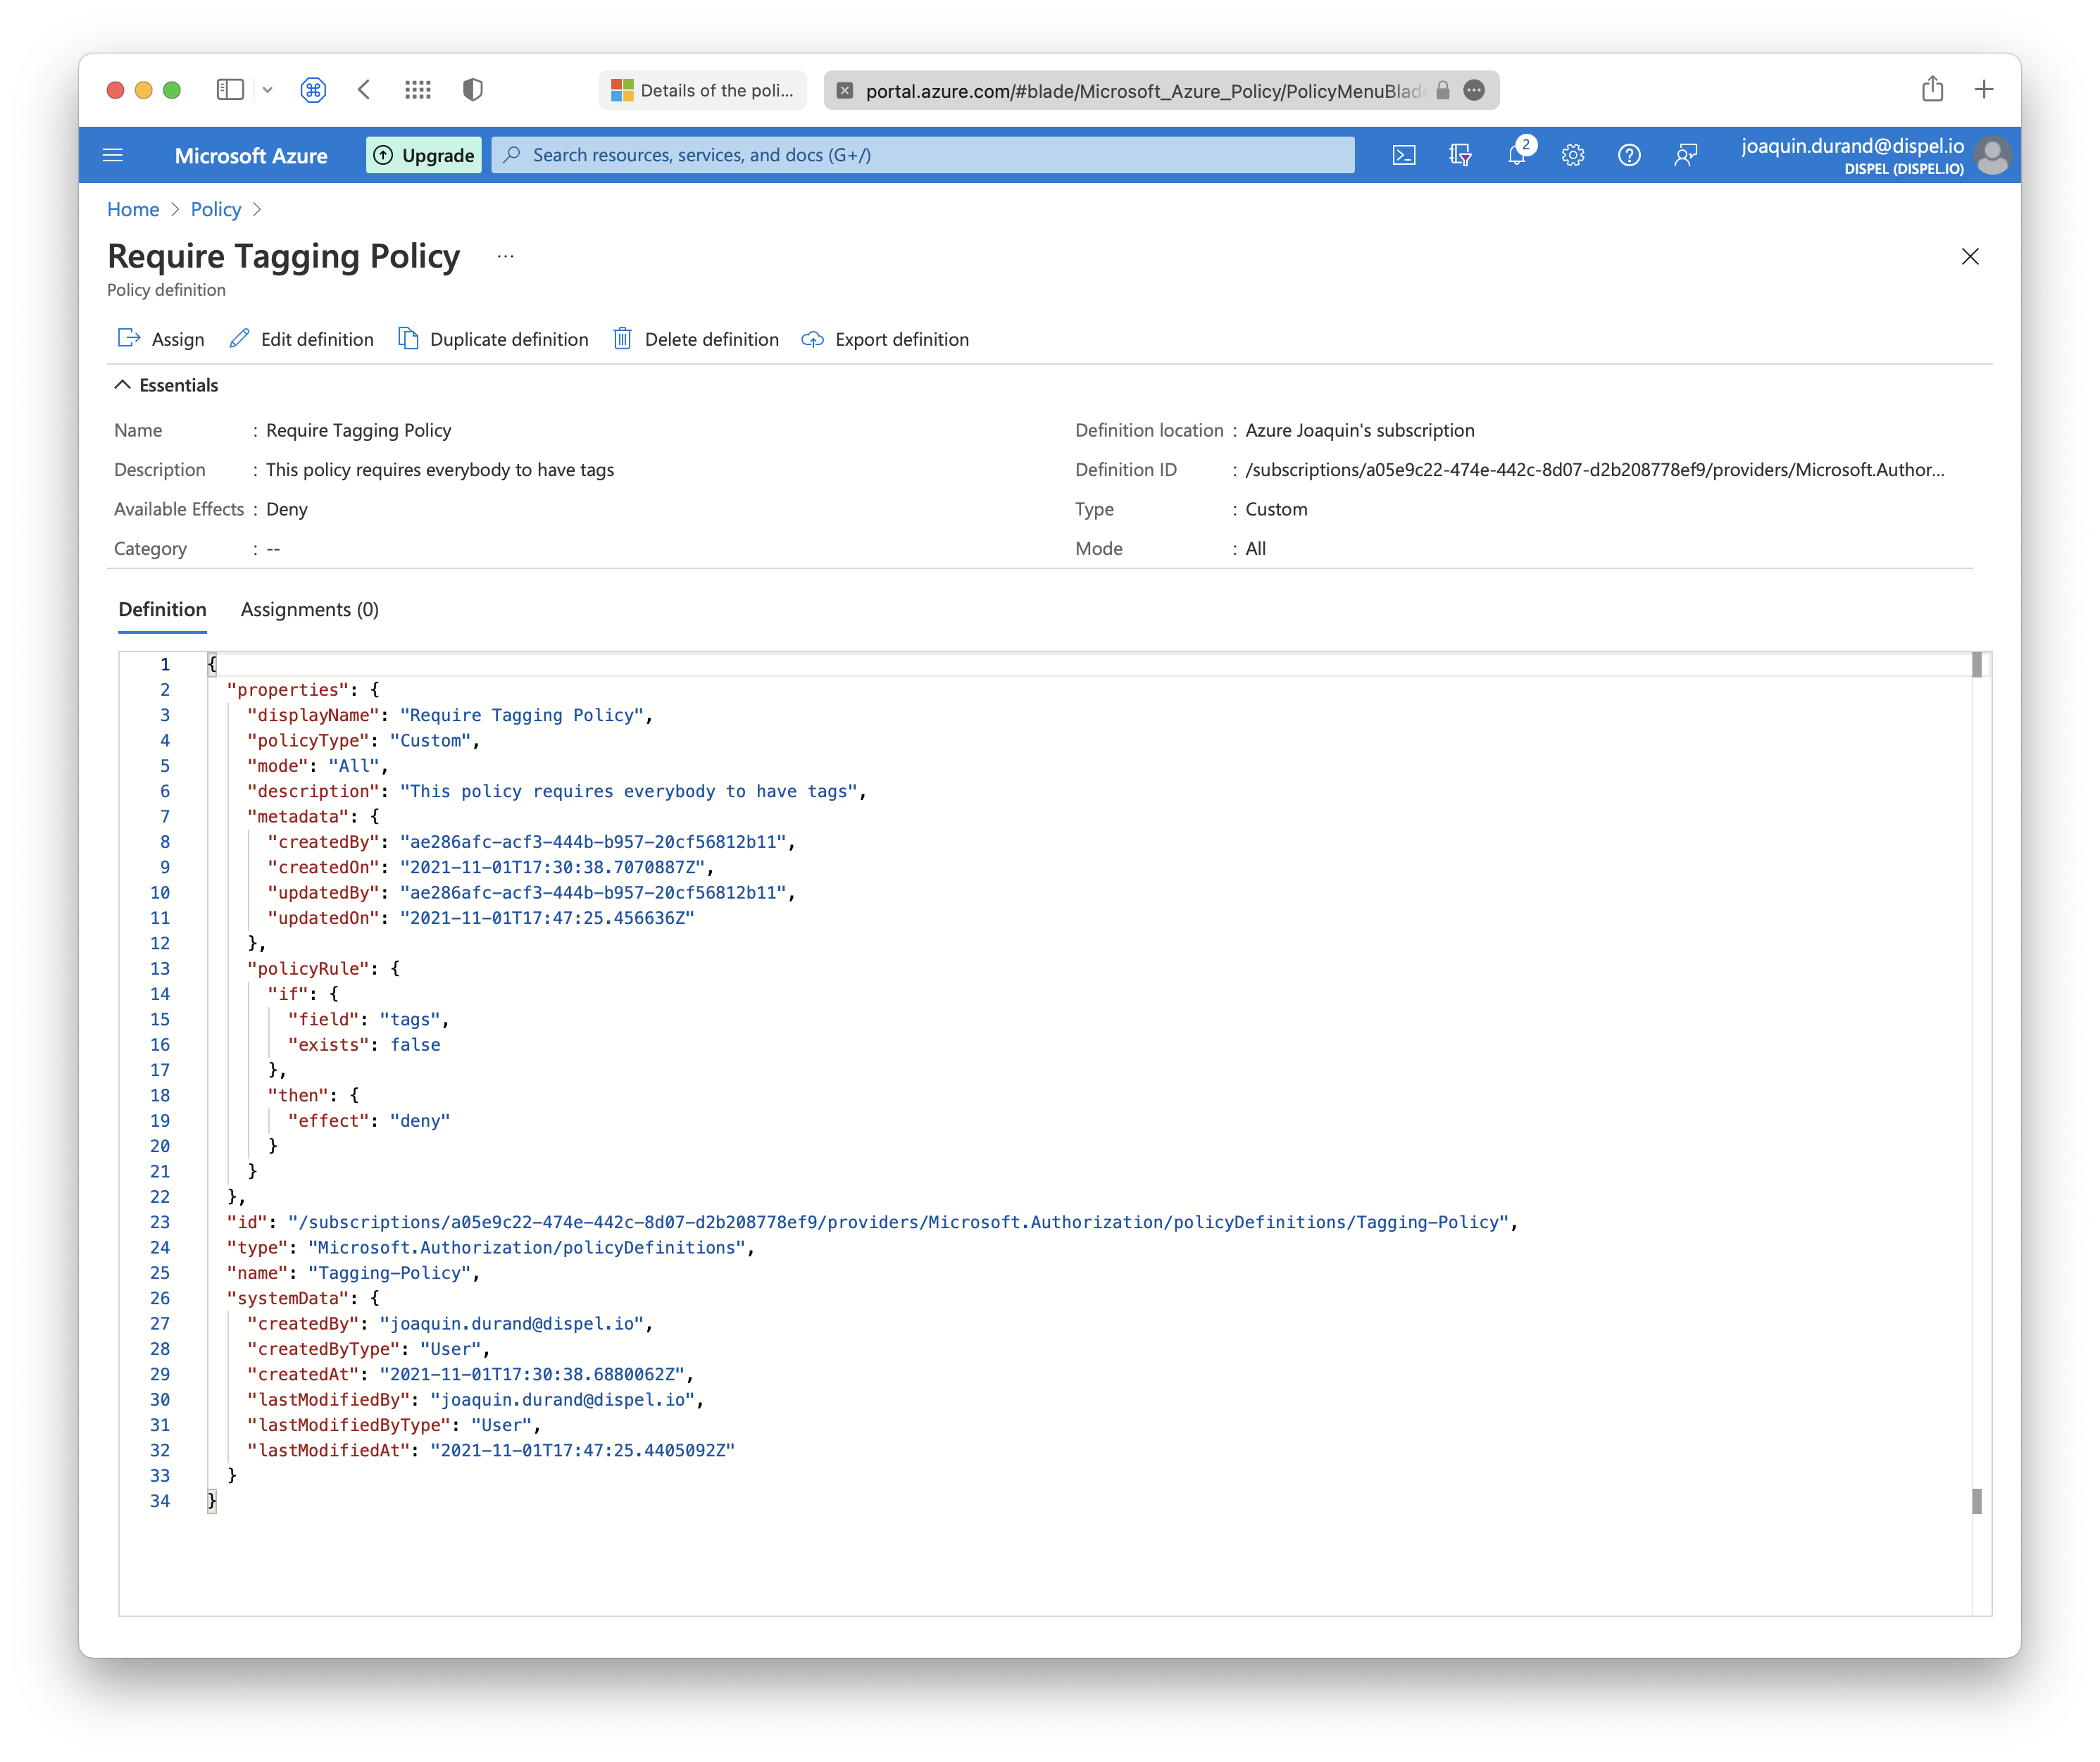 Details of the poli...
portal.azure.com/#blade/Microsoft_Azure_Policy/PolicyMenuBlad
Microsoft Azure
Upgrade
Search resources, services, and docs (G+/)
2
joaquin.durand@dispel.io
DISPEL (DISPEL.IO)
Home > Policy >
Require Tagging Policy ...
Policy definition
Assign Edit definition Duplicate definition Delete definition Export definition
Essentials
Name : Require Tagging Policy
Definition location : Azure Joaquin's subscription
Description : This policy requires everybody to have tags
Definition ID : /subscriptions/a05e9c22-474e-442c-8d07-d2b208778ef9/providers/Microsoft.Author...
Available Effects : Deny
Type : Custom
Category : --
Mode : All
Definition Assignments (0)
1 {
2 "properties": {
3 "displayName": "Require Tagging Policy",
4 "policyType": "Custom",
5 "mode": "All",
6 "description": "This policy requires everybody to have tags",
7 "metadata": {
8 "createdBy": "ae286afc-acf3-444b-b957-20cf56812b11",
9 "createdOn": "2021-11-01T17:30:38.7070887Z",
10 "updatedBy": "ae286afc-acf3-444b-b957-20cf56812b11",
11 "updatedOn": "2021-11-01T17:47:25.456636Z"
12 },
13 "policyRule": {
14 "if": {
15 "field": "tags",
16 "exists": false
17 },
18 "then": {
19 "effect": "deny"
20 }
21 }
22 },
23 "id": "/subscriptions/a05e9c22-474e-442c-8d07-d2b208778ef9/providers/Microsoft.Authorization/policyDefinitions/Tagging-Policy",
24 "type": "Microsoft.Authorization/policyDefinitions",
25 "name": "Tagging-Policy",
26 "systemData": {
27 "createdBy": "joaquin.durand@dispel.io",
28 "createdByType": "User",
29 "createdAt": "2021-11-01T17:30:38.6880062Z",
30 "lastModifiedBy": "joaquin.durand@dispel.io",
31 "lastModifiedByType": "User",
32 "lastModifiedAt": "2021-11-01T17:47:25.4405092Z"
33 }
34 }